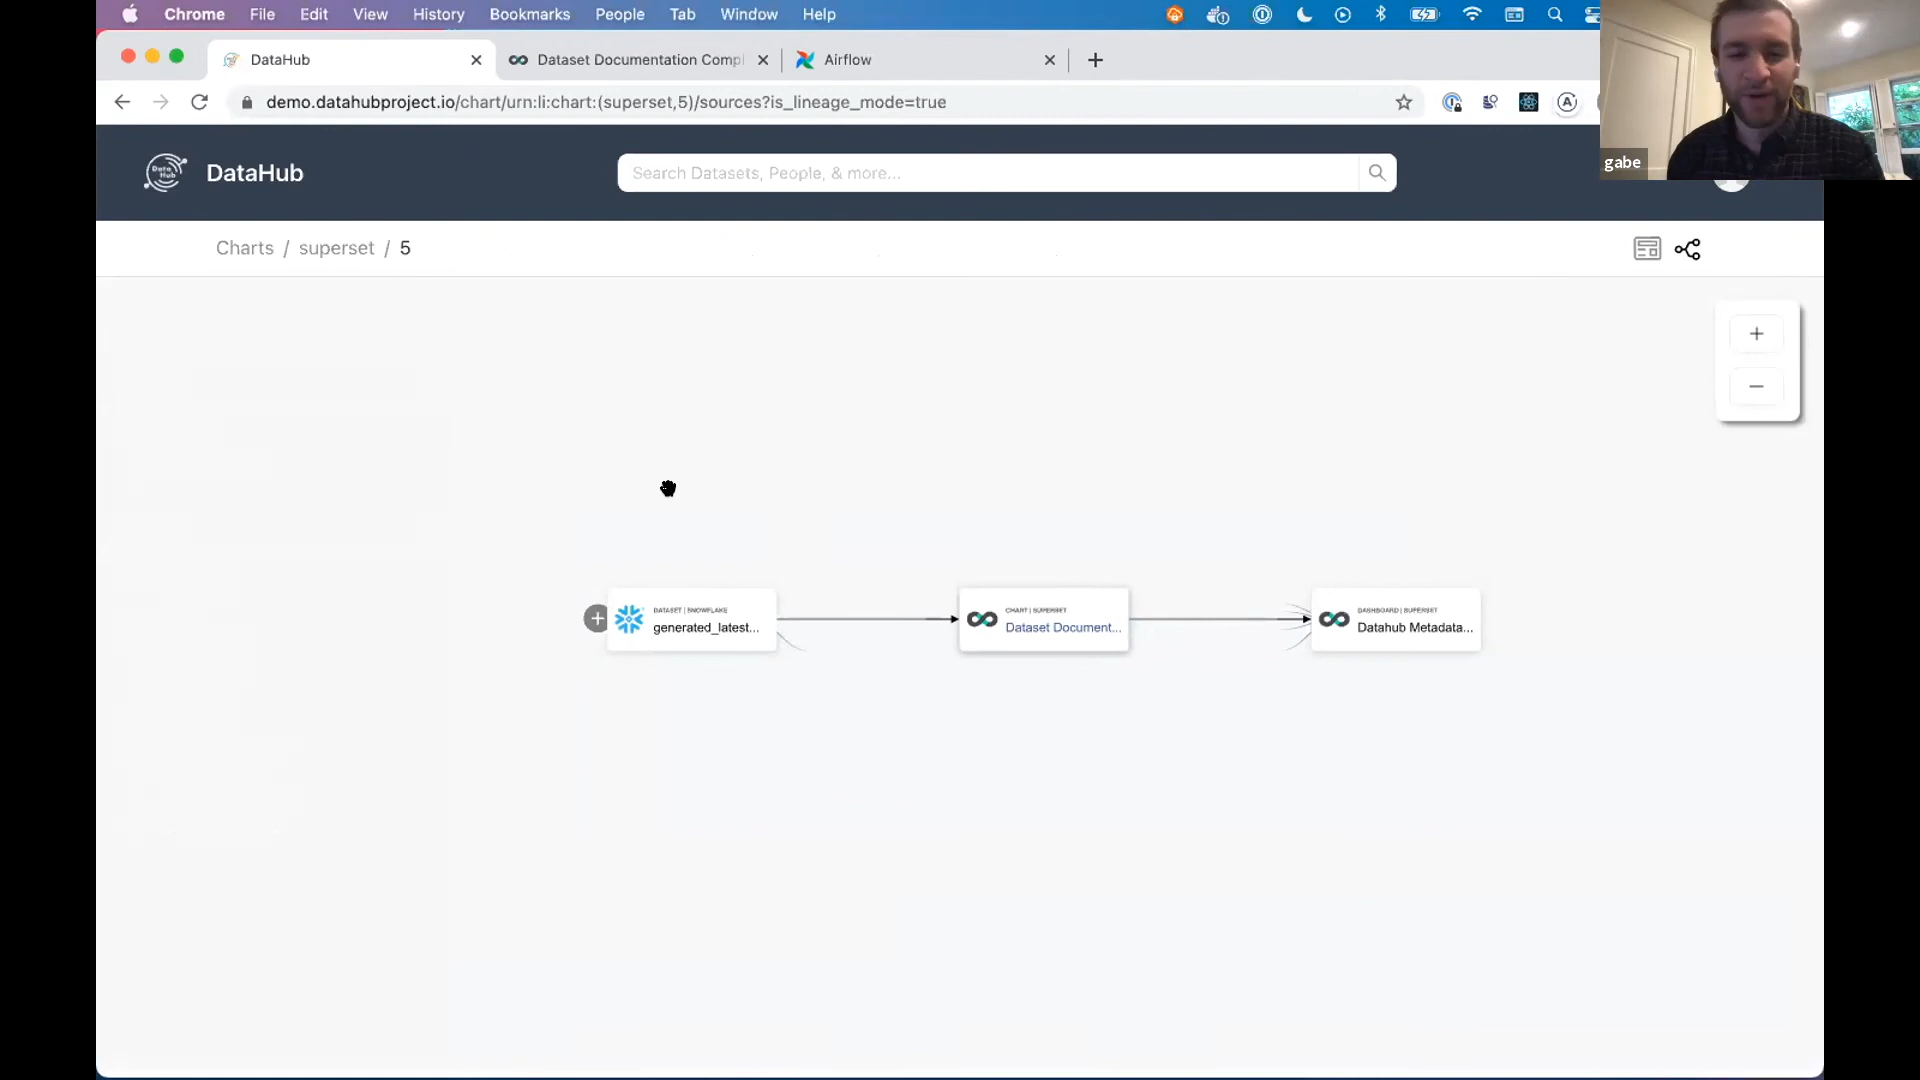 Chrome File Edit View History Bookmarks People Tab Window Help
DataHub
Dataset Documentation Compl
Airflow
demo.datahubproject.io/chart/urn:li:chart:(superset,5)/sources?is_lineage_mode=true
gabe
Data Hub
DataHub
Search Datasets, People, & more...
Charts / superset / 5
DATASET | SNOWFLAKE
generated_latest...
CHART | SUPERSET
Dataset Document...
DASHBOARD | SUPERSET
Datahub Metadata...